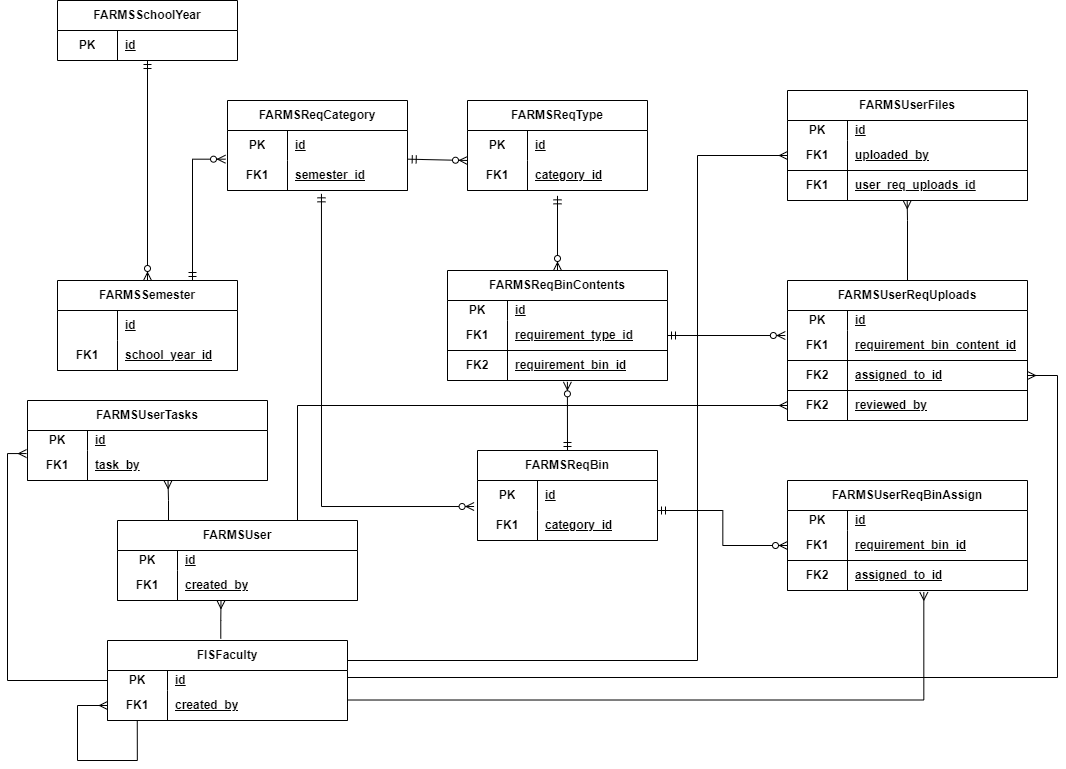 FARMSSchoolYear
PK id
FARMSReqCategory
PK id
FK1 semester_id
FARMSReqType
PK id
FK1 category_id
FARMSUserFiles
PK id
FK1 uploaded_by
FK1 user_req_uploads_id
FARMSSemester
id
FK1 school_year_id
FARMSReqBinContents
PK id
FK1 requirement_type_id
FK2 requirement_bin_id
FARMSUserReqUploads
PK id
FK1 requirement_bin_content_id
FK2 assigned_to_id
FK2 reviewed_by
FARMSUserTasks
PK id
FK1 task_by
FARMSReqBin
PK id
FK1 category_id
FARMSUserReqBinAssign
PK id
FK1 requirement_bin_id
FK2 assigned_to_id
FARMSUser
PK id
FK1 created_by
FISFaculty
PK id
FK1 created_by